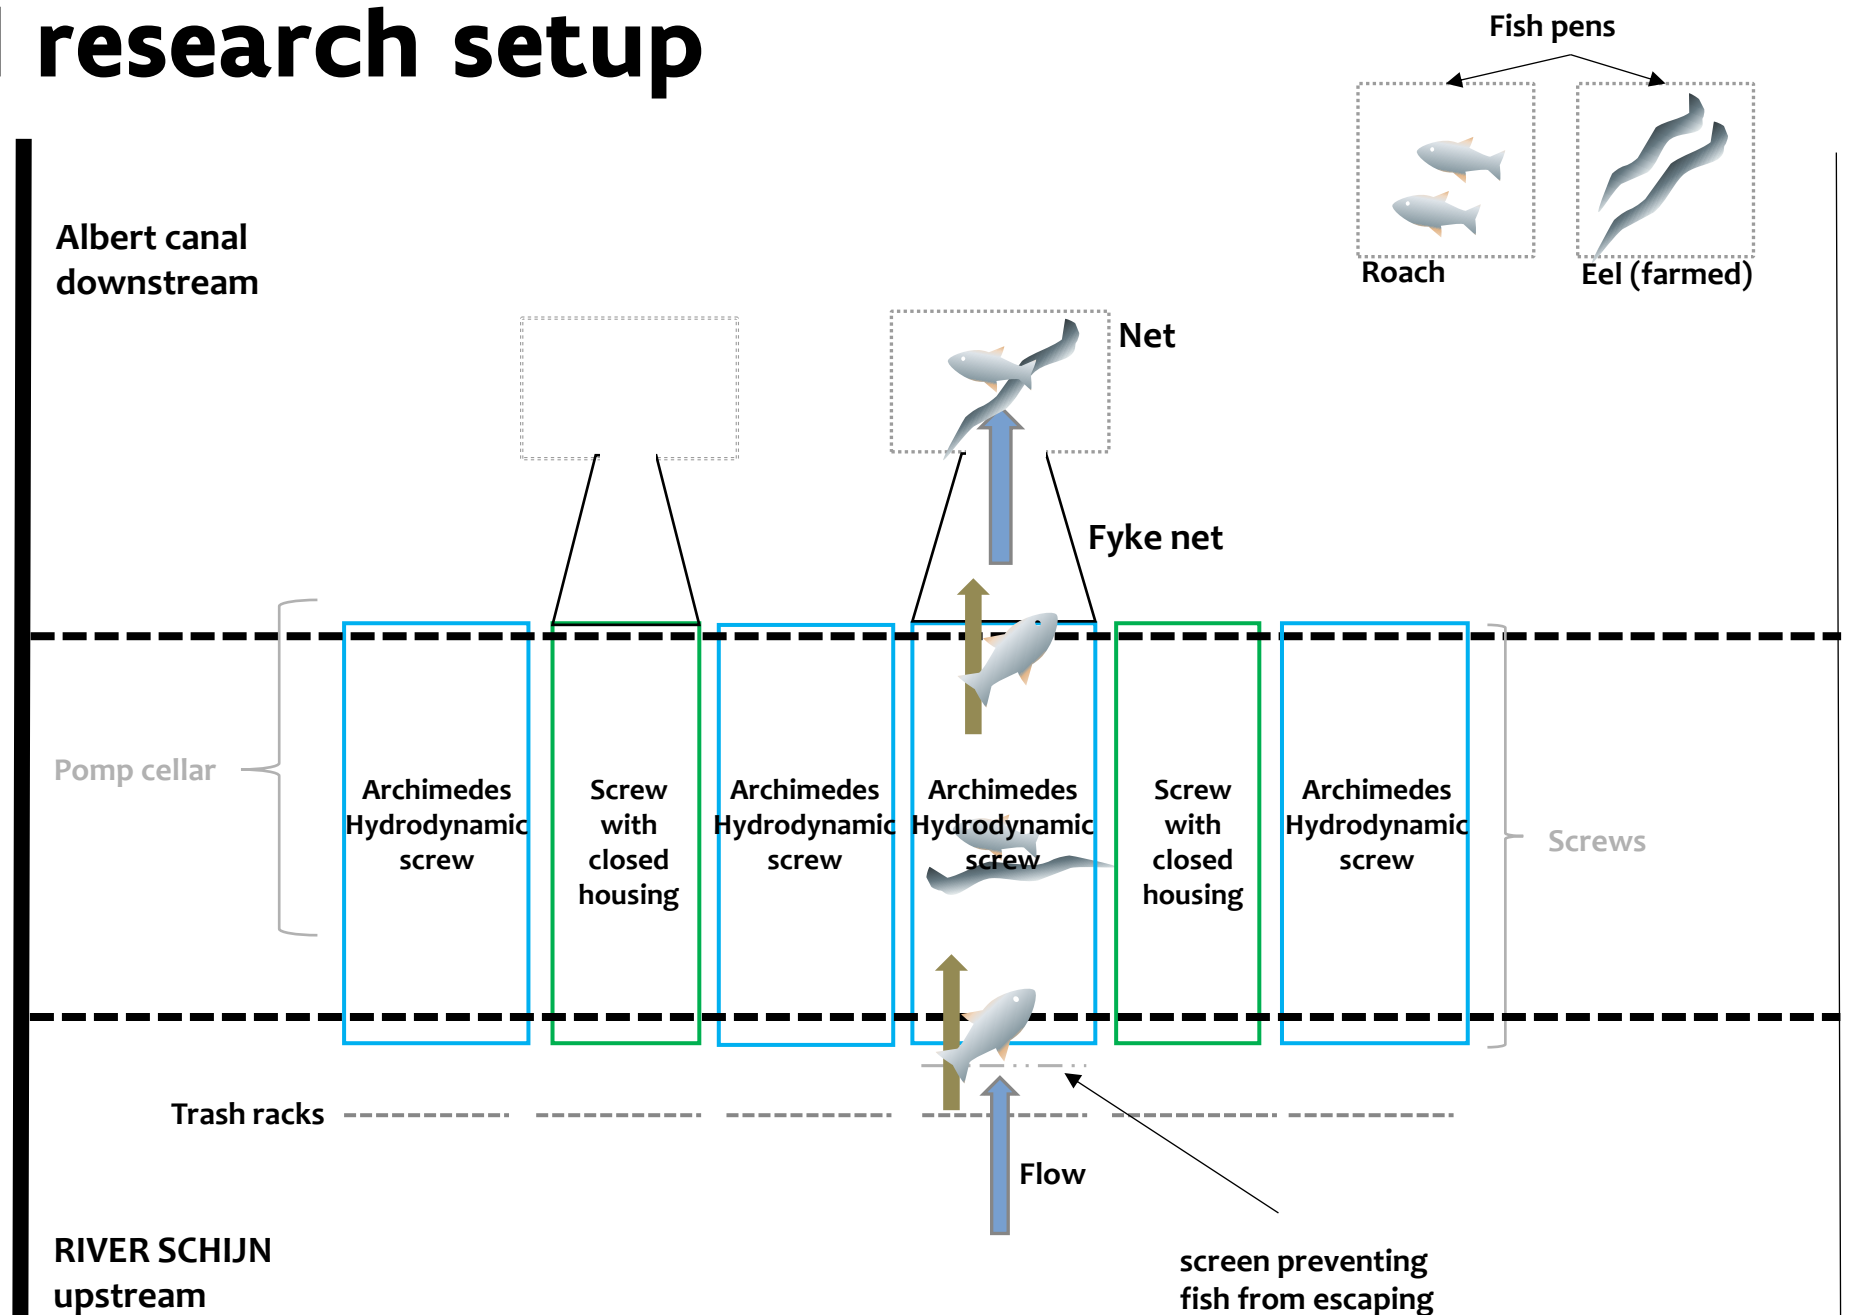 research setup
Fish pens
Roach
Eel (farmed)
Albert canal
downstream
Net
Fyke net
Pomp cellar
Archimedes
Hydrodynamic
screw
Screw
with
closed
housing
Archimedes
Hydrodynamic
screw
Archimedes
Hydrodynamic
screw
Screw
with
closed
housing
Archimedes
Hydrodynamic
screw
Screws
Trash racks
Flow
RIVER SCHIJN
upstream
screen preventing
fish from escaping